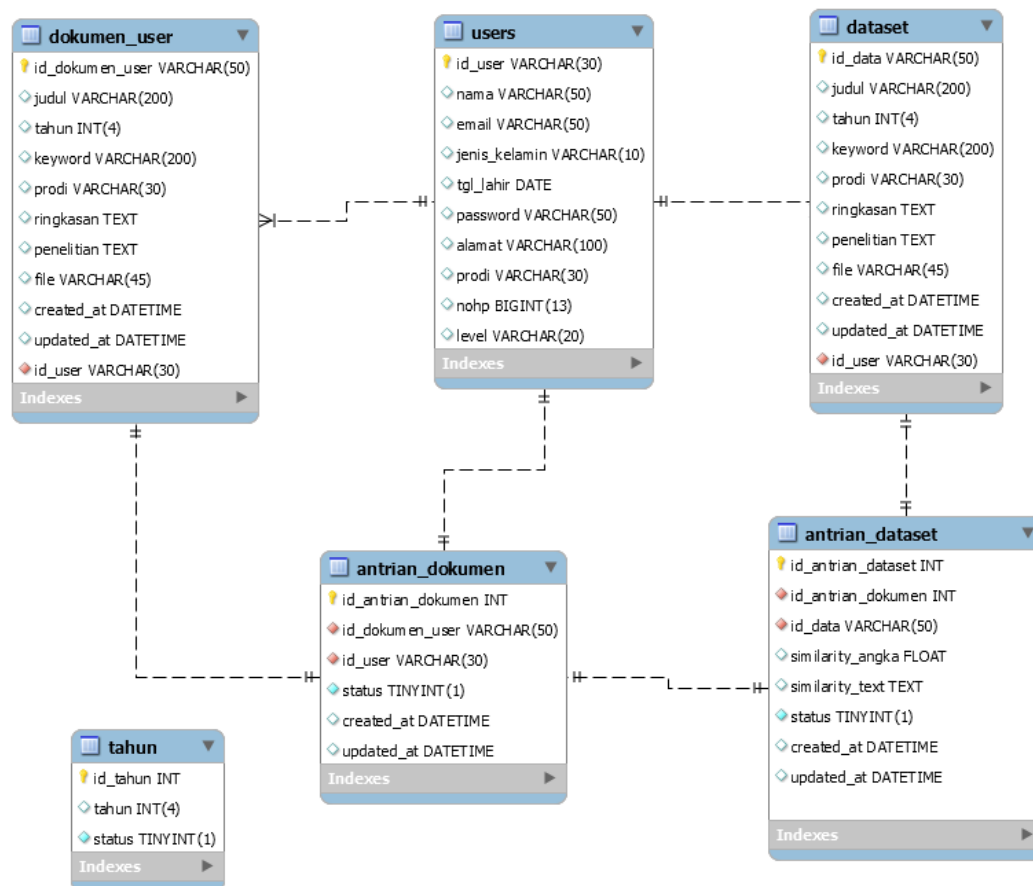 dokumen_user
id_dokumen_user VARCHAR(50)
judul VARCHAR(200)
tahun INT(4)
keyword VARCHAR(200)
prodi VARCHAR(30)
ringkasan TEXT
penelitian TEXT
file VARCHAR(45)
created_at DATETIME
updated_at DATETIME
id_user VARCHAR(30)
Indexes
users
id_user VARCHAR(30)
nama VARCHAR(50)
email VARCHAR(50)
jenis_kelamin VARCHAR(10)
tgl_lahir DATE
password VARCHAR(50)
alamat VARCHAR(100)
prodi VARCHAR(30)
nohp BIGINT(13)
level VARCHAR(20)
Indexes
dataset
id_data VARCHAR(50)
judul VARCHAR(200)
tahun INT(4)
keyword VARCHAR(200)
prodi VARCHAR(30)
ringkasan TEXT
penelitian TEXT
file VARCHAR(45)
created_at DATETIME
updated_at DATETIME
id_user VARCHAR(30)
Indexes
antrian_dokumen
id_antrian_dokumen INT
id_dokumen_user VARCHAR(50)
id_user VARCHAR(30)
status TINYINT(1)
created_at DATETIME
updated_at DATETIME
Indexes
antrian_dataset
id_antrian_dataset INT
id_antrian_dokumen INT
id_data VARCHAR(50)
similarity_angka FLOAT
similarity_text TEXT
status TINYINT(1)
created_at DATETIME
updated_at DATETIME
Indexes
tahun
id_tahun INT
tahun INT(4)
status TINYINT(1)
Indexes